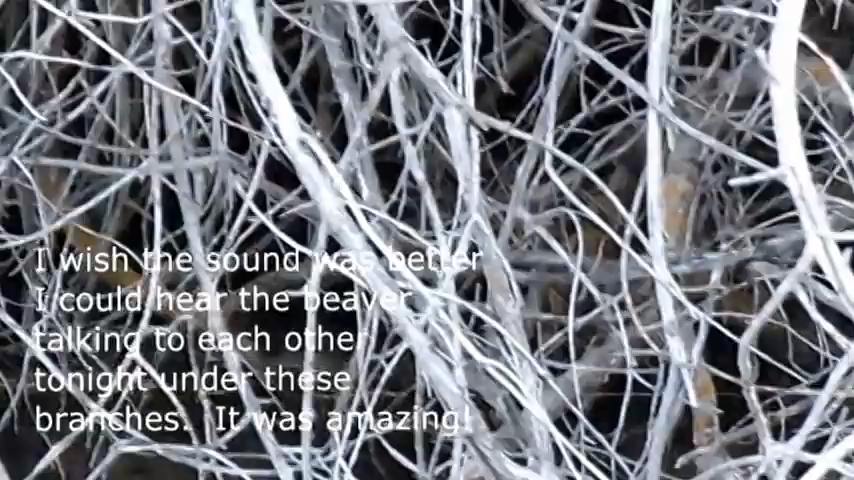 I wish the sound was better
I could hear the beaver
talking to each other
tonight under these
branches.  It was amazing!